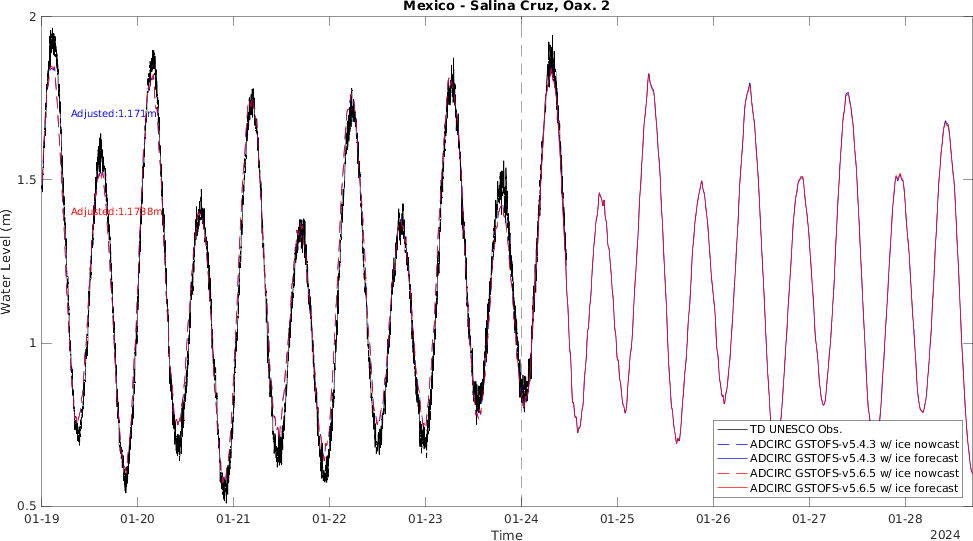 Mexico - Salina Cruz, Oax. 2
2
1.5
1
0.5
Water Level (m)
Adjusted:1.171m
Adjusted:1.1738m
TD UNESCO Obs.
ADCIRC GSTOFS-v5.4.3 w/ ice nowcast
ADCIRC GSTOFS-v5.4.3 w/ ice forecast
ADCIRC GSTOFS-v5.6.5 w/ ice nowcast
ADCIRC GSTOFS-v5.6.5 w/ ice forecast
01-19 01-20 01-21 01-22 01-23 01-24 01-25 01-26 01-27 01-28
Time
2024